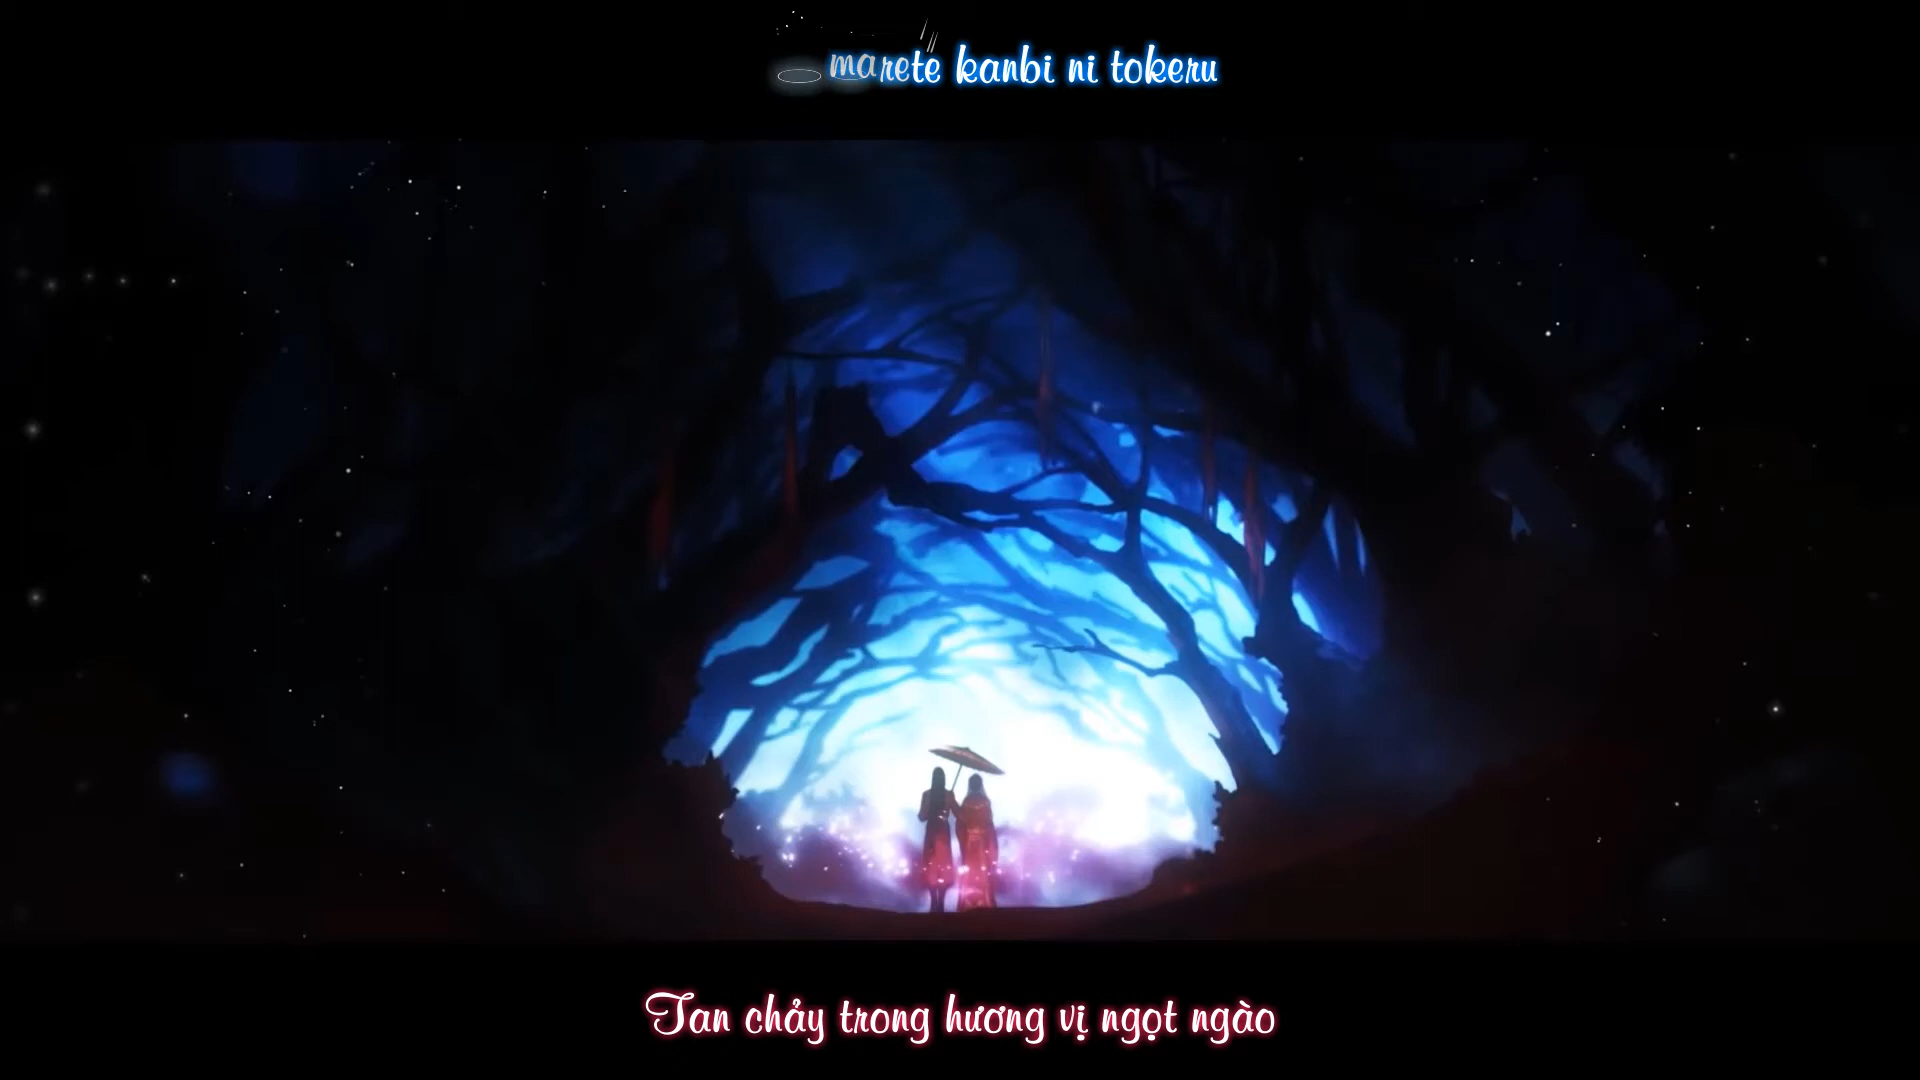 marete kanbi ni tokeru
Tan chảy trong hương vị ngọt ngào